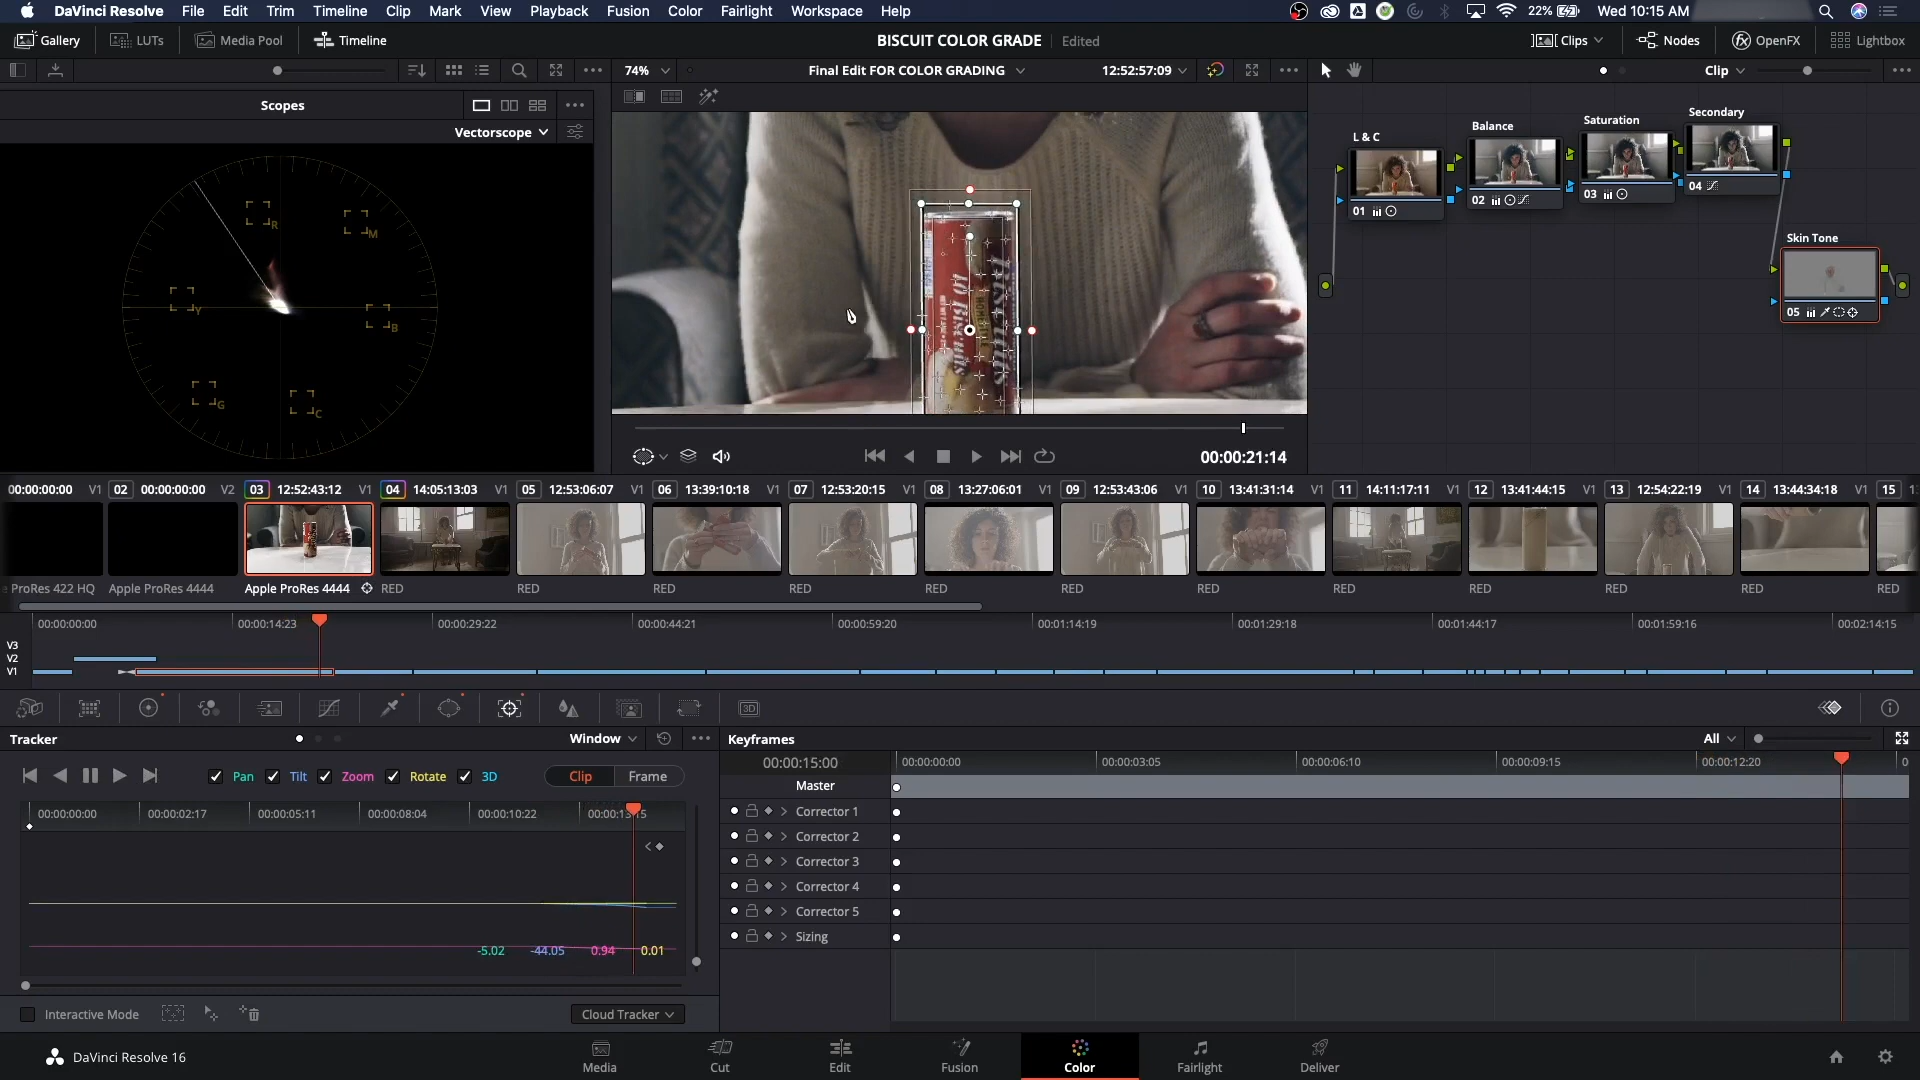 DaVinci Resolve File Edit Trim Timeline Clip Mark View Playback Fusion Color Fairlight Workspace Help 22% Wed 10:15 AM
Gallery LUTs Media Pool Timeline BISCUIT COLOR GRADE Edited Clips Nodes OpenFX Lightbox
74% Final Edit FOR COLOR GRADING 12:52:57:09 Clip
Scopes
Vectorscope
R M Y B G C
L & C Balance Saturation Secondary
01 02 03 04
Skin Tone
05
10 Biscuits
00:00:21:14
00:00:00:00 V1 02 00:00:00:00 V2 03 12:52:43:12 V1 04 14:05:13:03 V1 05 12:53:06:07 V1 06 13:39:10:18 V1 07 12:53:20:15 V1 08 13:27:06:01 V1 09 12:53:43:06 V1 10 13:41:31:14 V1 11 14:11:17:11 V1 12 13:41:44:15 V1 13 12:54:22:19 V1 14 13:44:34:18 V1 15
e ProRes 422 HQ Apple ProRes 4444 Apple ProRes 4444 RED RED RED RED RED RED RED RED RED RED RED RED
00:00:00:00 00:00:14:23 00:00:29:22 00:00:44:21 00:00:59:20 00:01:14:19 00:01:29:18 00:01:44:17 00:01:59:16 00:02:14:15
V3
V2
V1
3D
Tracker Window
Pan Tilt Zoom Rotate 3D Clip Frame
00:00:00:00 00:00:02:17 00:00:05:11 00:00:08:04 00:00:10:22 00:00:13:15
-5.02 -44.05 0.94 0.01
Interactive Mode Cloud Tracker
Keyframes All
00:00:15:00 00:00:00:00 00:00:03:05 00:00:06:10 00:00:09:15 00:00:12:20 0
Master
Corrector 1
Corrector 2
Corrector 3
Corrector 4
Corrector 5
Sizing
DaVinci Resolve 16 Media Cut Edit Fusion Color Fairlight Deliver